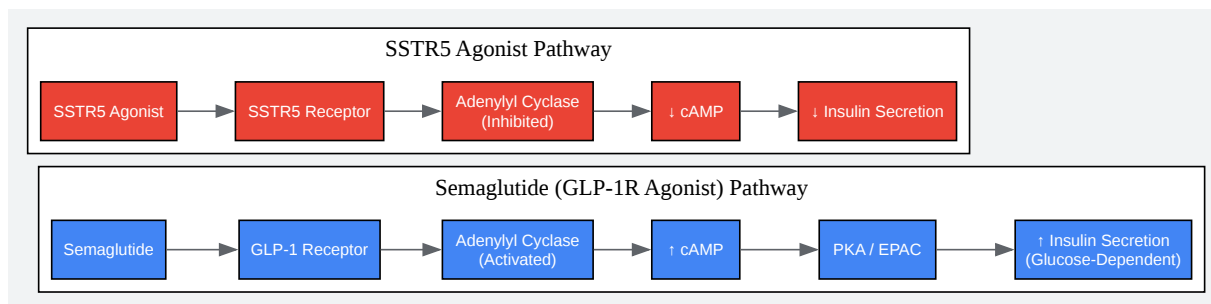 SSTR5 Agonist Pathway
SSTR5 Agonist
SSTR5 Receptor
Adenylyl Cyclase
(Inhibited)
↓ cAMP
↓ Insulin Secretion
Semaglutide (GLP-1R Agonist) Pathway
Semaglutide
GLP-1 Receptor
Adenylyl Cyclase
(Activated)
↑ cAMP
PKA / EPAC
↑ Insulin Secretion
(Glucose-Dependent)